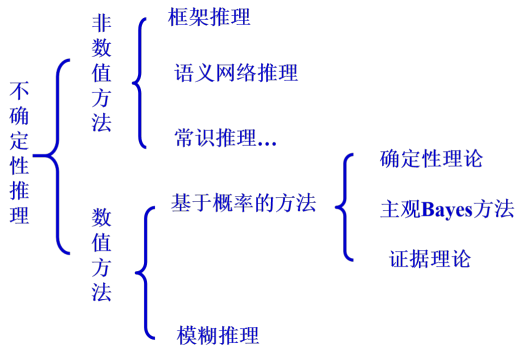 不确定性推理
非数值方法
框架推理
语义网络推理
常识推理...
数值方法
基于概率的方法
确定性理论
主观Bayes方法
证据理论
模糊推理